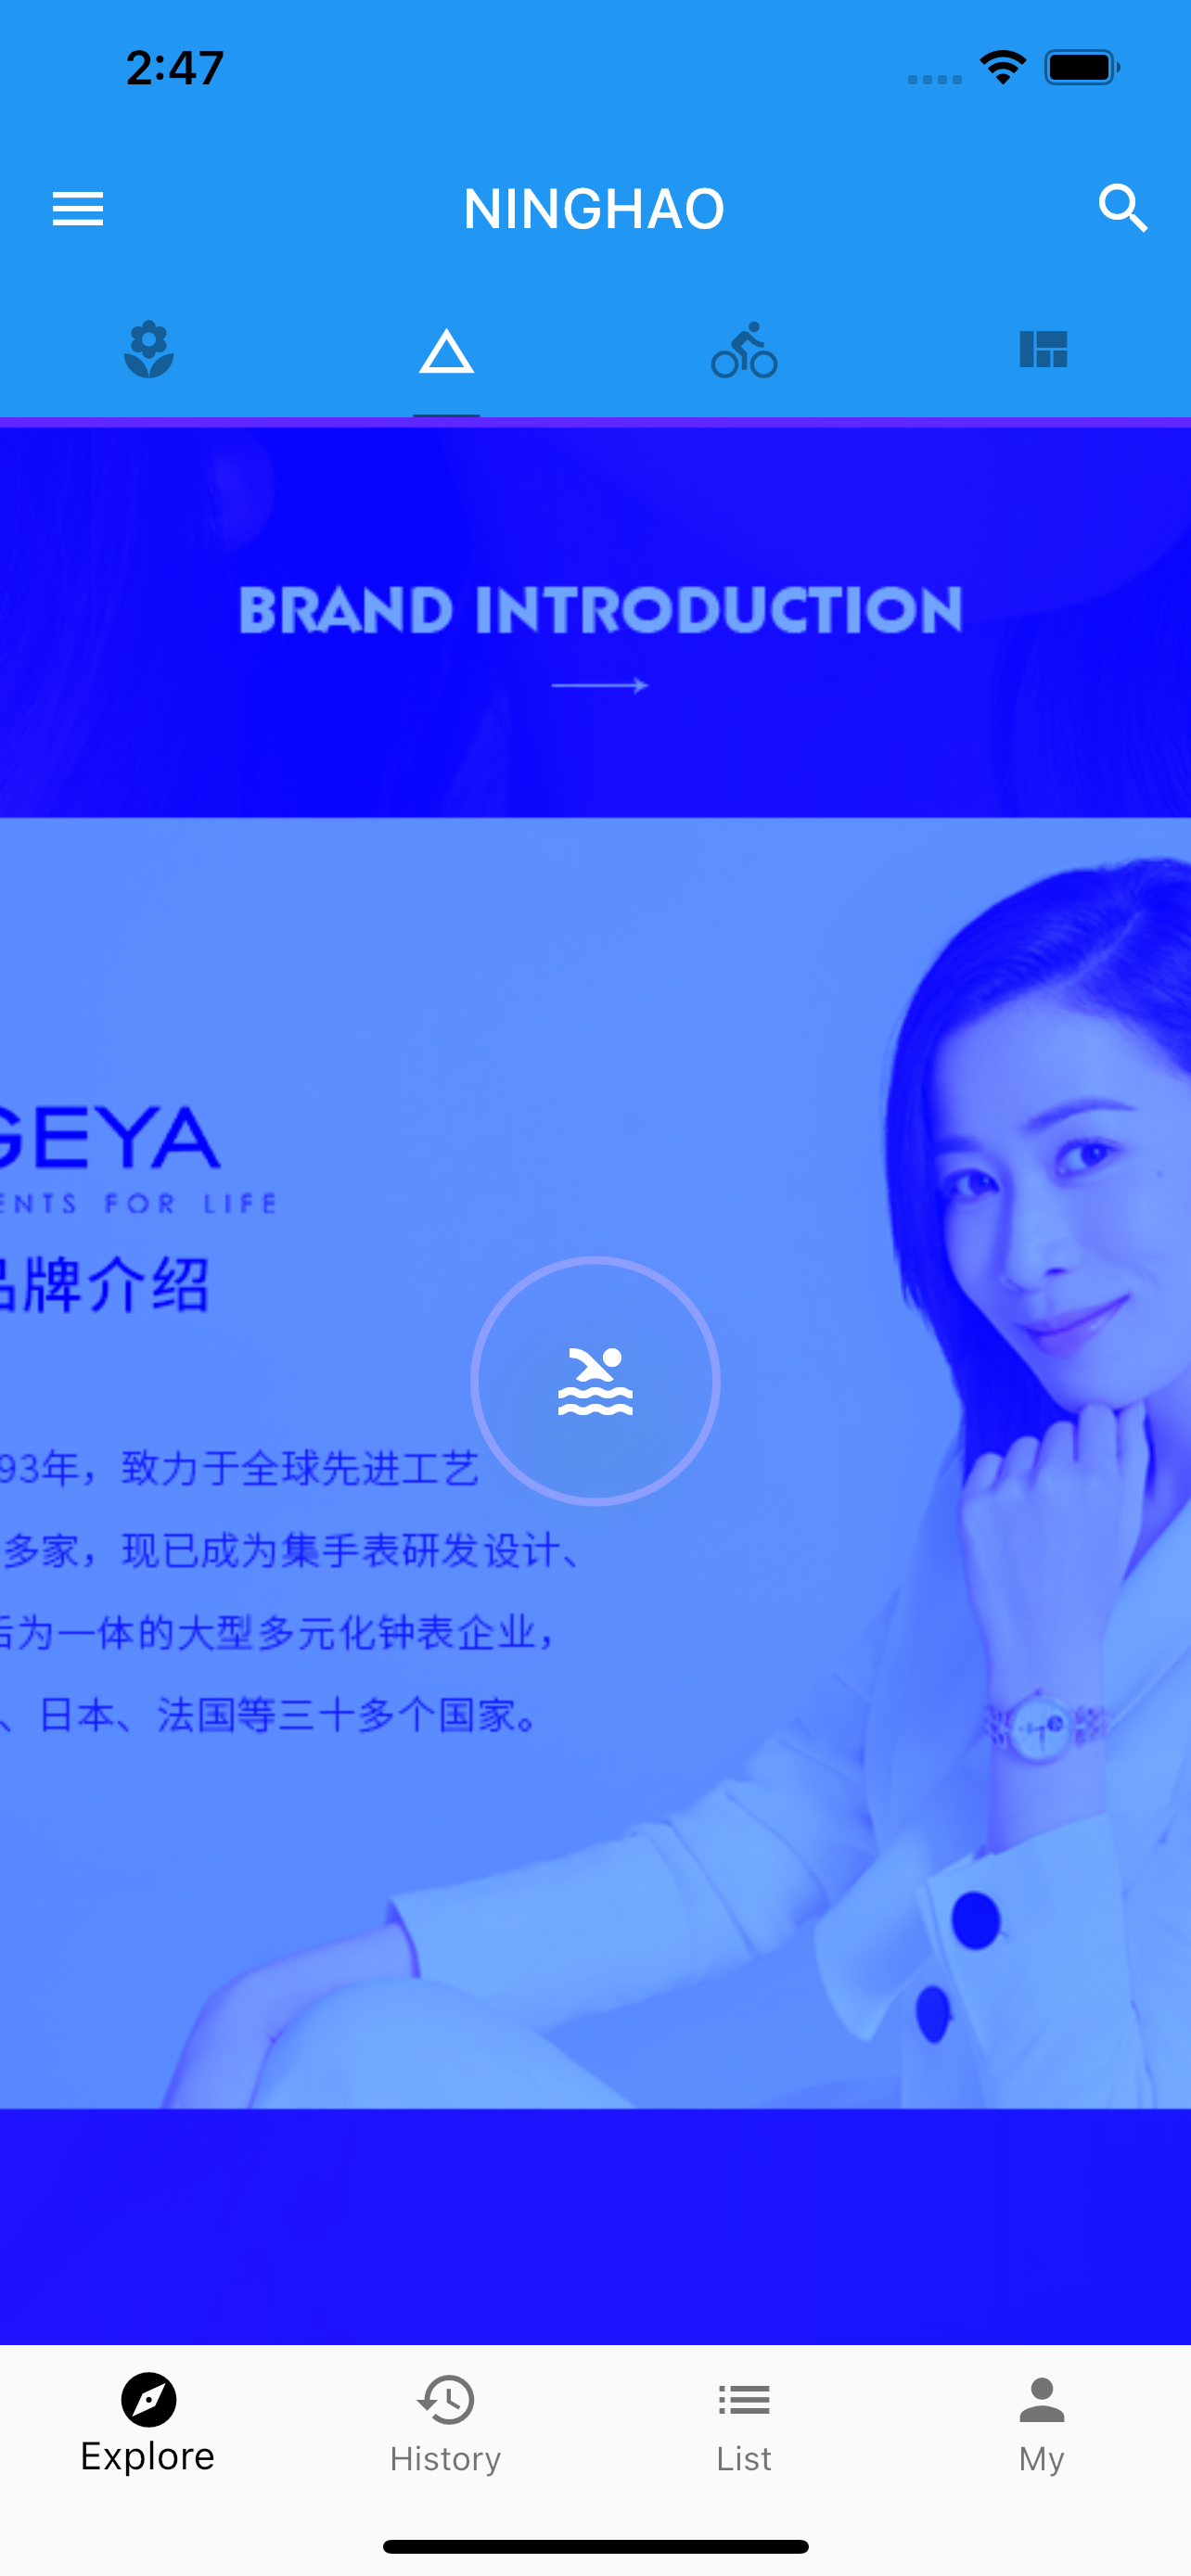 2:47
NINGHAO
BRAND INTRODUCTION
GEYA
ENTS FOR LIFE
品牌介绍
93年，致力于全球先进工艺
多家，现已成为集手表研发设计、
后为一体的大型多元化钟表企业，
、日本、法国等三十多个国家。
Explore
History
List
My